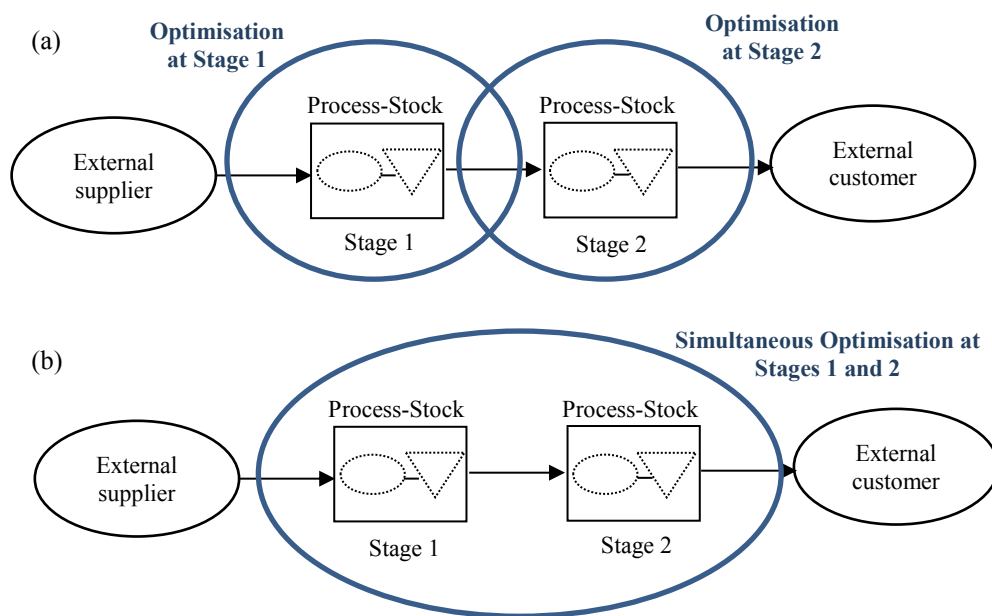 (a)
Optimisation
at Stage 1
Optimisation
at Stage 2
Process-Stock
Process-Stock
External
supplier
External
customer
Stage 1
Stage 2
(b)
Simultaneous Optimisation at
Stages 1 and 2
Process-Stock
Process-Stock
External
supplier
External
customer
Stage 1
Stage 2